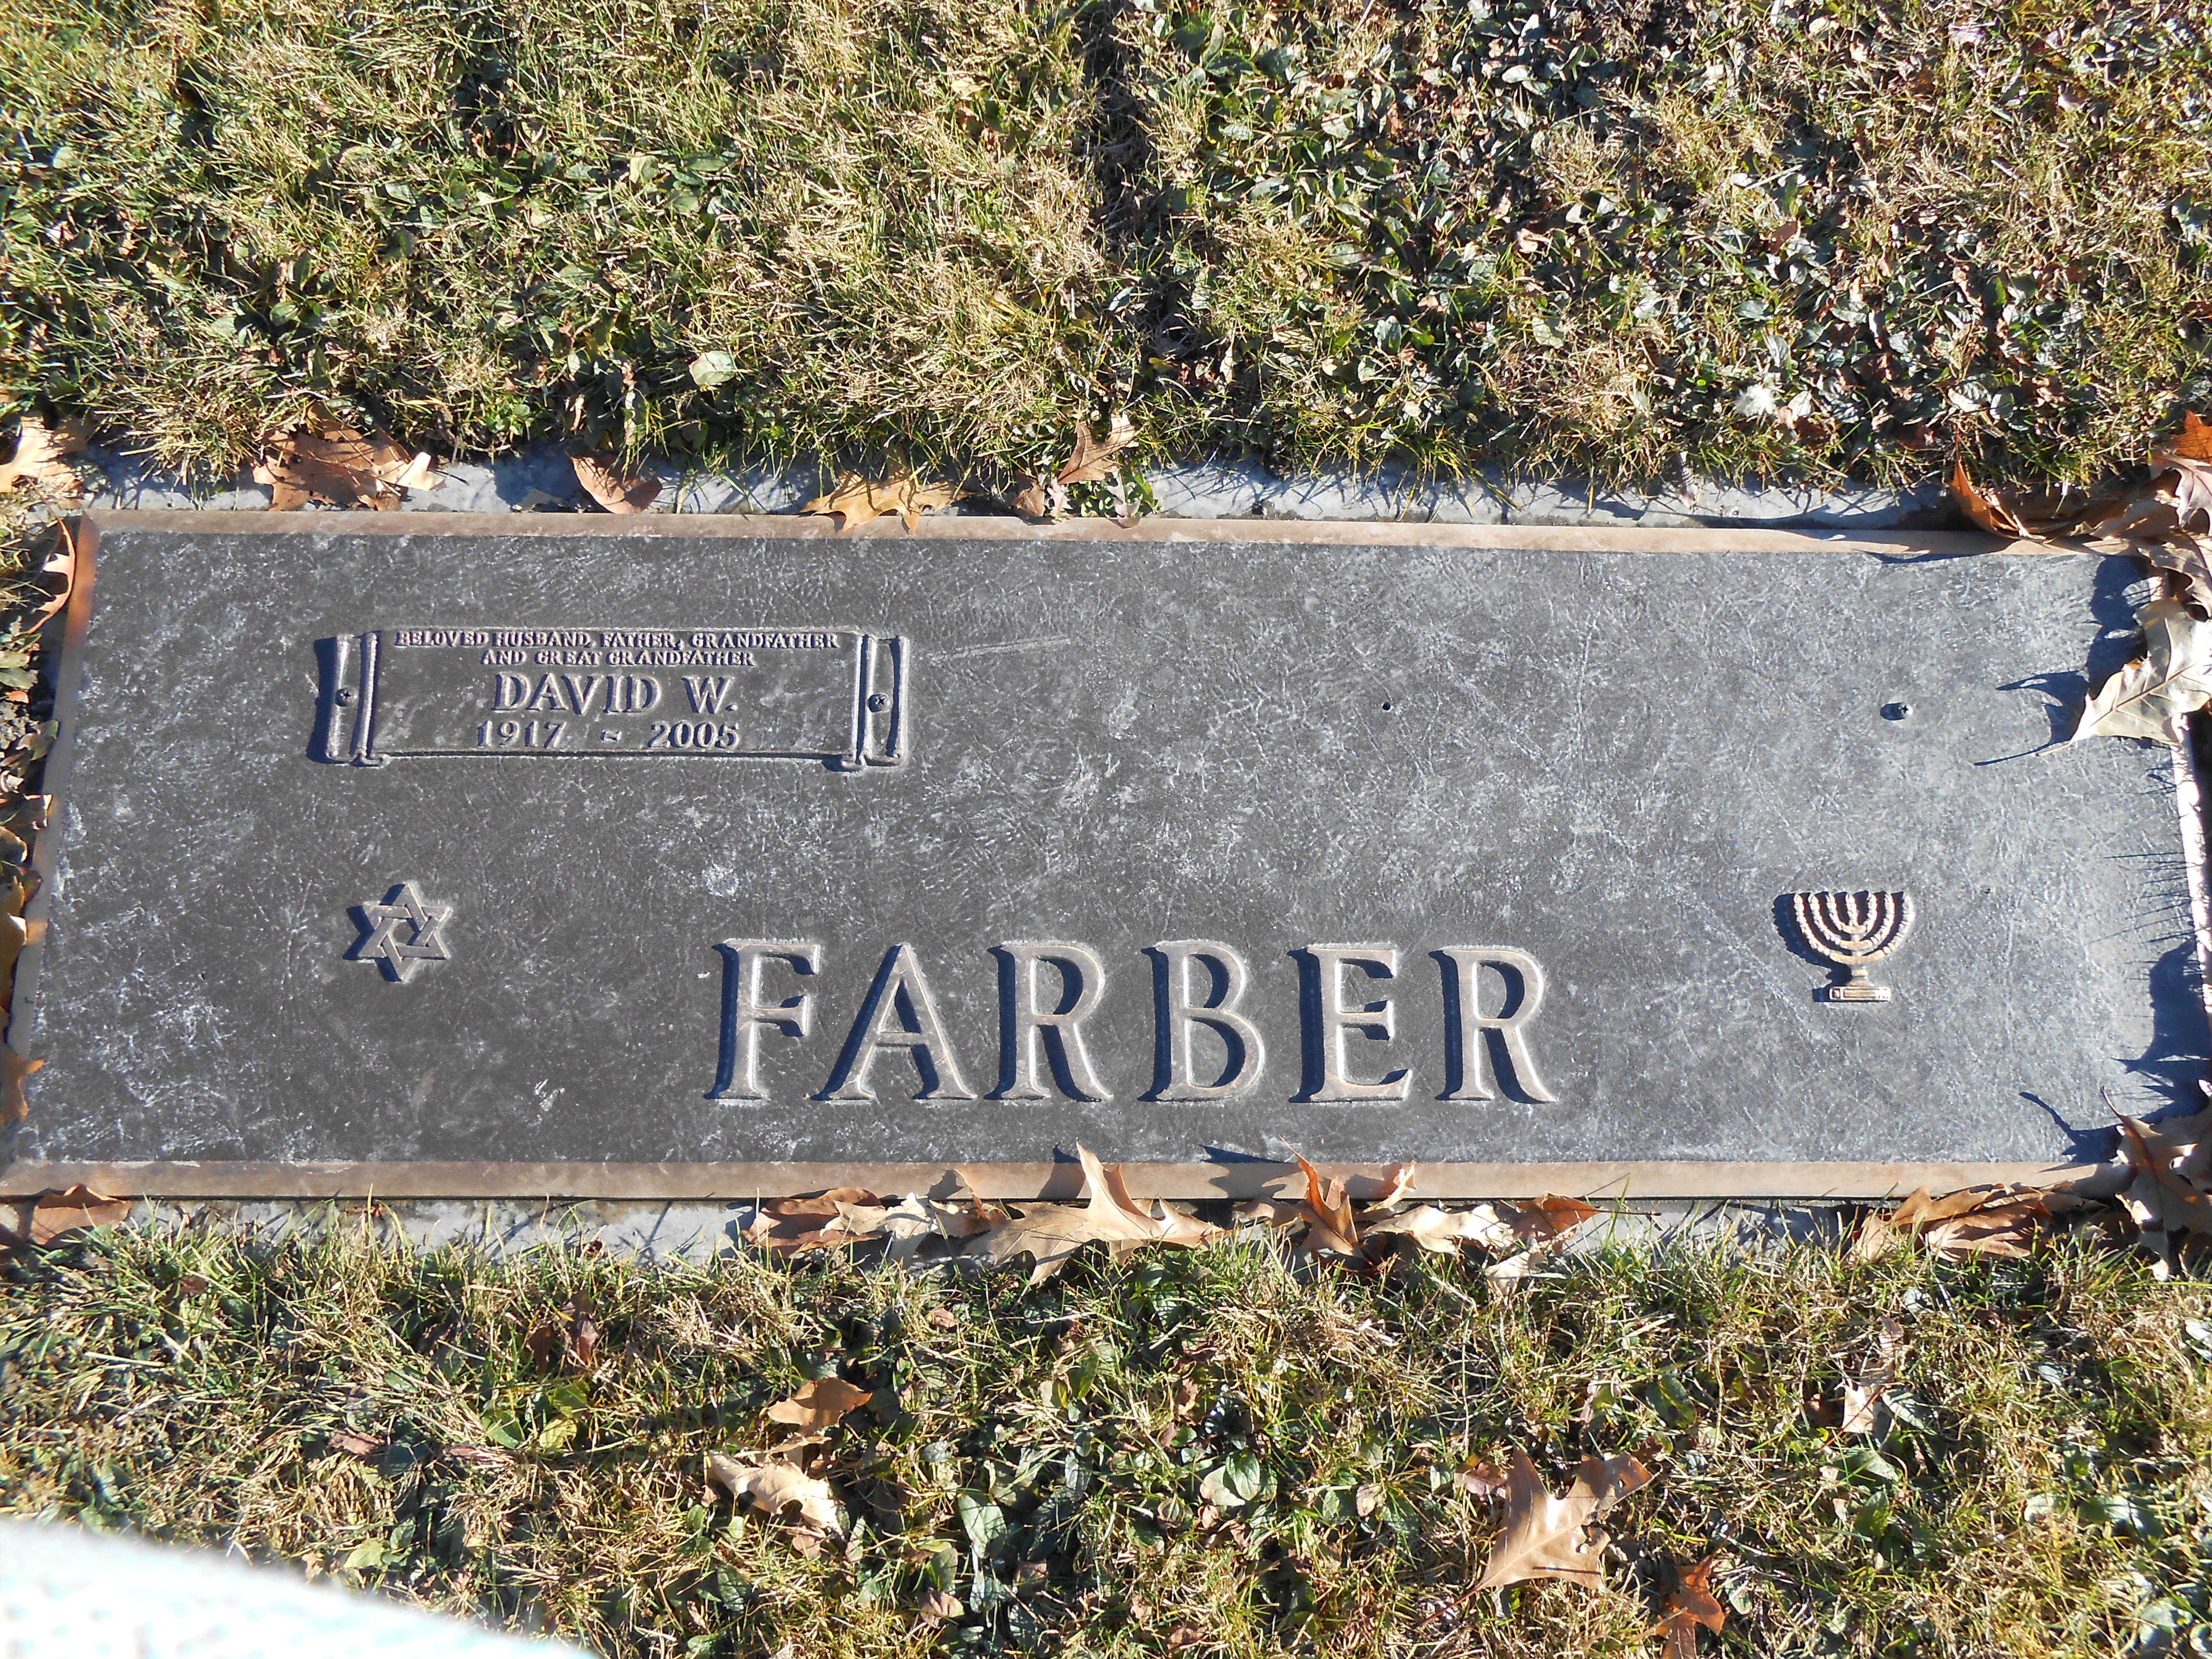 BELOVED HUSBAND, FATHER, GRANDFATHER
AND GREAT GRANDFATHER
DAVID W.
1917 ~ 2005
FARBER